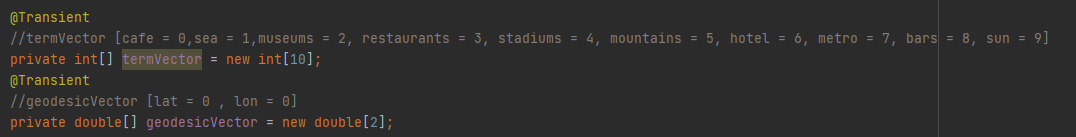 @Transient
//termVector [cafe = 0,sea = 1,museums = 2, restaurants = 3, stadiums = 4, mountains = 5, hotel = 6, metro = 7, bars = 8, sun = 9]
private int[] termVector = new int[10];
@Transient
//geodesicVector [lat = 0 , lon = 0]
private double[] geodesicVector = new double[2];